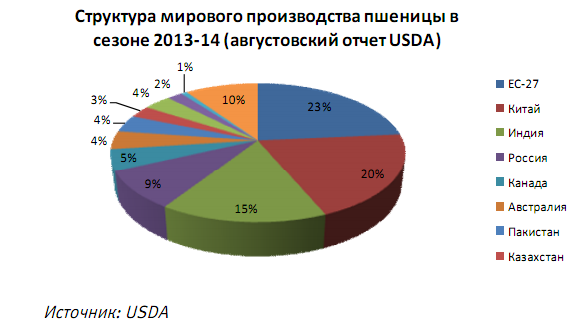 Структура мирового производства пшеницы в
сезоне 2013-14 (августовский отчет USDA)
1%
2%
4%
3%
4%
4%
5%
9%
15%
20%
23%
10%
ЕС-27
Китай
Индия
Россия
Канада
Австралия
Пакистан
Казахстан
Источник: USDA